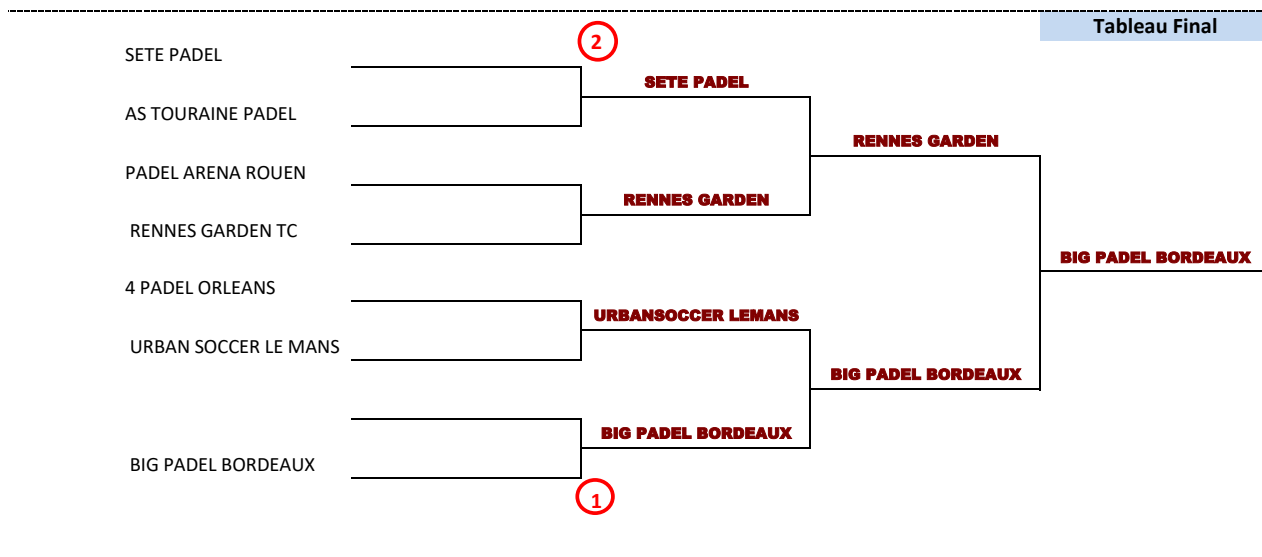 Tableau Final
2
SETE PADEL
SETE PADEL
AS TOURAINE PADEL
RENNES GARDEN
PADEL ARENA ROUEN
RENNES GARDEN
RENNES GARDEN TC
BIG PADEL BORDEAUX
4 PADEL ORLEANS
URBANSOCCER LEMANS
URBAN SOCCER LE MANS
BIG PADEL BORDEAUX
BIG PADEL BORDEAUX
BIG PADEL BORDEAUX
1